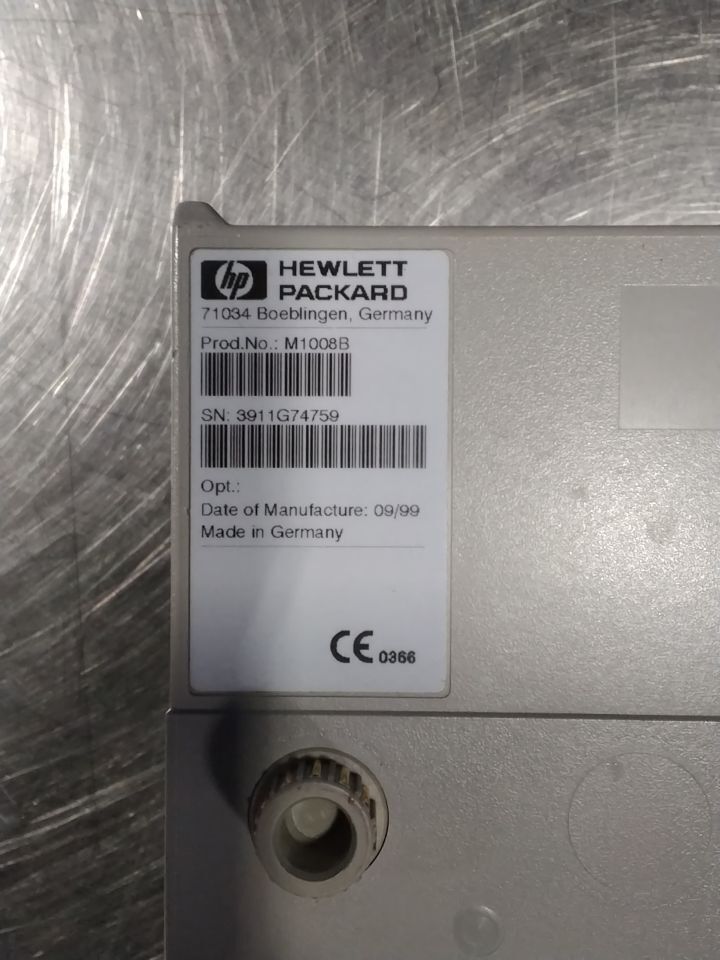 hp HEWLETT
PACKARD
71034 Boeblingen, Germany
Prod.No.: M1008B
SN: 3911G74759
Opt.:
Date of Manufacture: 09/99
Made in Germany
CE 0366